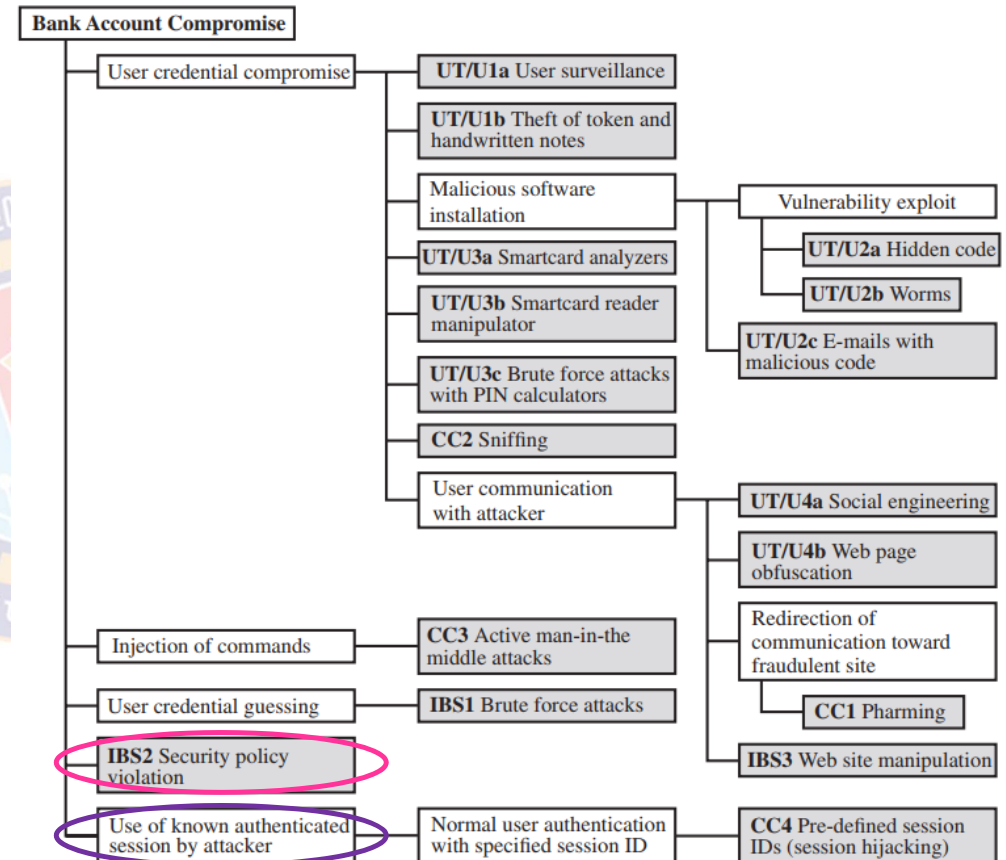 Bank Account Compromise
User credential compromise
UT/U1a User surveillance
UT/U1b Theft of token and
handwritten notes
Malicious software
installation
Vulnerability exploit
UT/U2a Hidden code
UT/U2b Worms
UT/U2c E-mails with
malicious code
UT/U3a Smartcard analyzers
UT/U3b Smartcard reader
manipulator
UT/U3c Brute force attacks
with PIN calculators
CC2 Sniffing
User communication
with attacker
UT/U4a Social engineering
UT/U4b Web page
obfuscation
Redirection of
communication toward
fraudulent site
CC1 Pharming
IBS3 Web site manipulation
Injection of commands
CC3 Active man-in-the
middle attacks
User credential guessing
IBS1 Brute force attacks
IBS2 Security policy
violation
Use of known authenticated
session by attacker
Normal user authentication
with specified session ID
CC4 Pre-defined session
IDs (session hijacking)